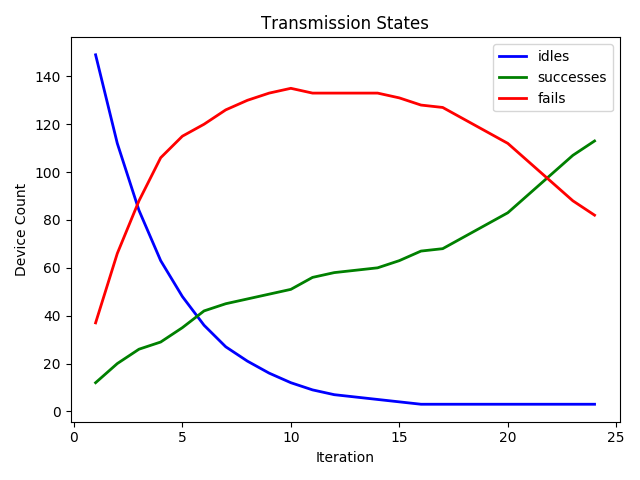 Transmission States
idles
successes
fails
Device Count
140
120
100
80
60
40
20
0
0 5 10 15 20 25
Iteration